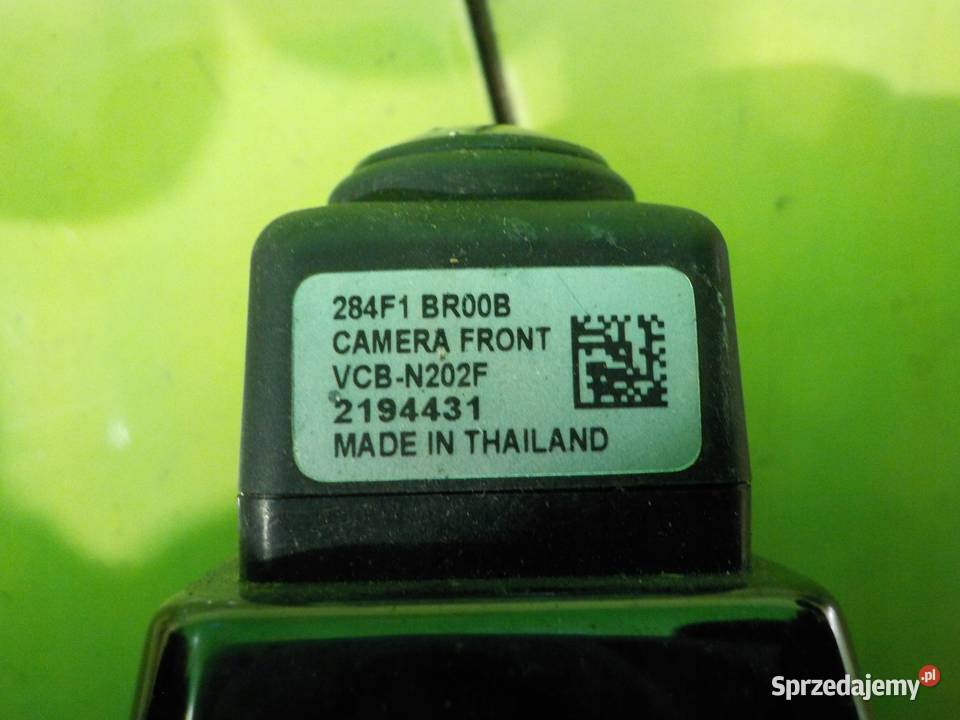 284F1 BR00B
CAMERA FRONT
VCB-N202F
2194431
MADE IN THAILAND
Sprzedajemy.pl